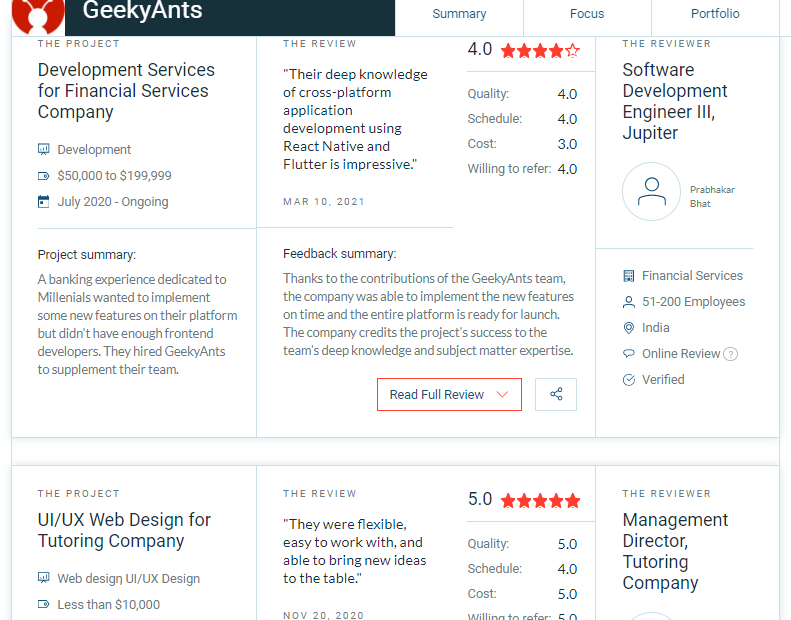 GeekyAnts
Summary
Focus
Portfolio
THE PROJECT
Development Services
for Financial Services
Company
Development
$50,000 to $199,999
July 2020 - Ongoing
Project summary:
A banking experience dedicated to
Millenials wanted to implement
some new features on their platform
but didn't have enough frontend
developers. They hired GeekyAnts
to supplement their team.
THE REVIEW
"Their deep knowledge
of cross-platform
application
development using
React Native and
Flutter is impressive."
MAR 10, 2021
4.0
Quality: 4.0
Schedule: 4.0
Cost: 3.0
Willing to refer: 4.0
Feedback summary:
Thanks to the contributions of the GeekyAnts team,
the company was able to implement the new features
on time and the entire platform is ready for launch.
The company credits the project's success to the
team's deep knowledge and subject matter expertise.
Read Full Review
THE REVIEWER
Software
Development
Engineer III,
Jupiter
Prabhakar
Bhat
Financial Services
51-200 Employees
India
Online Review ?
Verified
THE PROJECT
UI/UX Web Design for
Tutoring Company
Web design UI/UX Design
Less than $10,000
THE REVIEW
"They were flexible,
easy to work with, and
able to bring new ideas
to the table."
NOV 20, 2020
5.0
Quality: 5.0
Schedule: 4.0
Cost: 5.0
Willing to refer: 5.0
THE REVIEWER
Management
Director,
Tutoring
Company